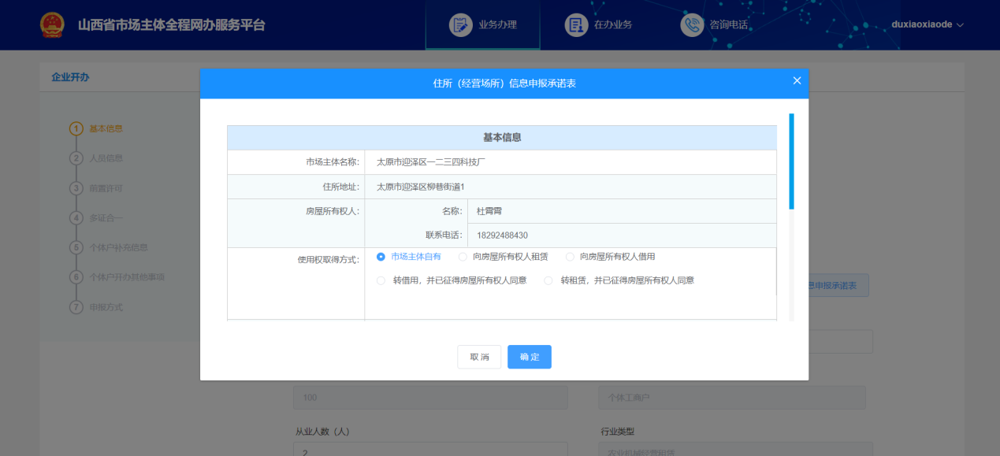 山西省市场主体全程网办服务平台
业务办理
在办业务
咨询电话
duxiaoxiaode
企业开办
住所（经营场所）信息申报承诺表
1 基本信息
2 人员信息
3 前置许可
4 多证合一
5 个体户补充信息
6 个体户开办其他事项
7 申报方式
基本信息
市场主体名称: 太原市迎泽区一二三四科技厂
住所地址: 太原市迎泽区柳巷街道1
房屋所有权人: 名称: 杜霄霄
联系电话: 18292488430
使用权取得方式: 市场主体自有 向房屋所有权人租赁 向房屋所有权人借用
转借用，并已征得房屋所有权人同意 转租赁，并已征得房屋所有权人同意
息申报承诺表
取 消 确 定
100 个体工商户
从业人数（人） 行业类型
2 农业机械经营租赁